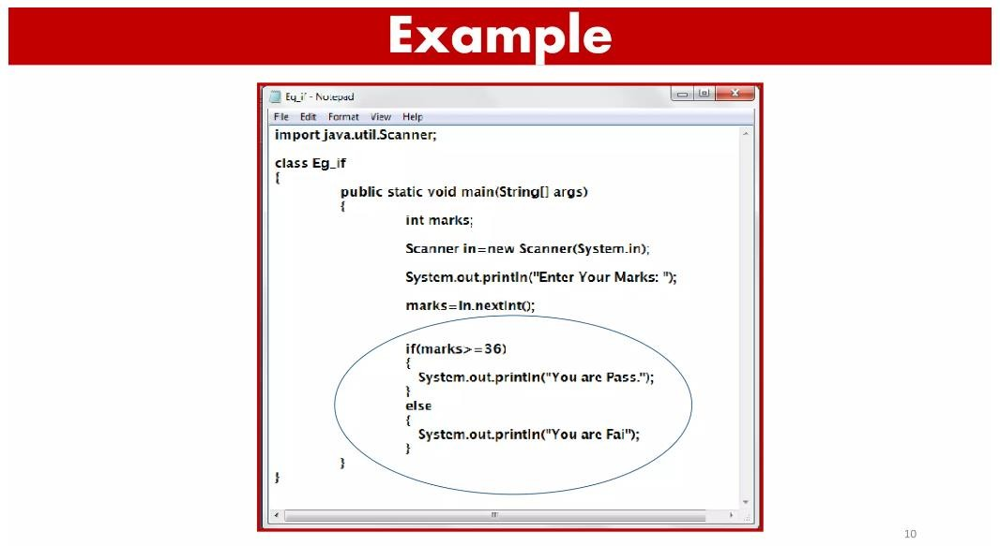 Example
Eg_if - Notepad
File Edit Format View Help
import java.util.Scanner;
class Eg_if
{
public static void main(String[] args)
{
int marks;
Scanner in=new Scanner(System.in);
System.out.println("Enter Your Marks: ");
marks=in.nextInt();
if(marks>=36)
{
System.out.println("You are Pass.");
}
else
{
System.out.println("You are Fai");
}
}
}
10